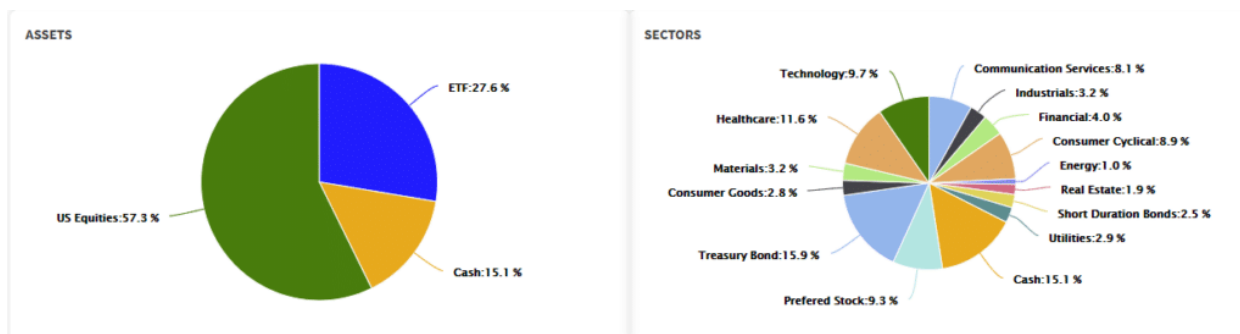 ASSETS
ETF:27.6 %
US Equities:57.3 %
Cash:15.1 %
SECTORS
Technology:9.7 %
Communication Services:8.1 %
Industrials:3.2 %
Healthcare:11.6 %
Financial:4.0 %
Consumer Cyclical:8.9 %
Materials:3.2 %
Energy:1.0 %
Consumer Goods:2.8 %
Real Estate:1.9 %
Short Duration Bonds:2.5 %
Utilities:2.9 %
Treasury Bond:15.9 %
Cash:15.1 %
Prefered Stock:9.3 %